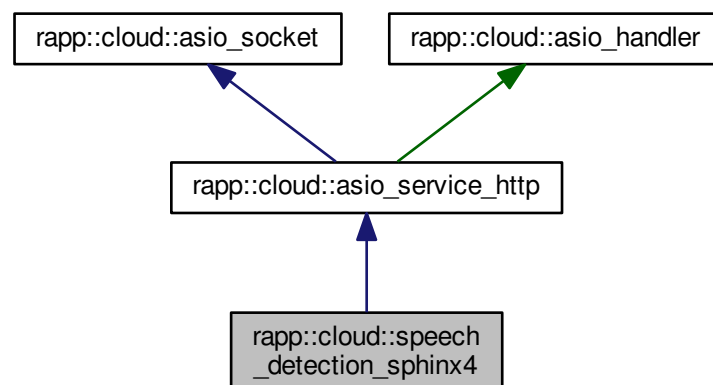 rapp::cloud::asio_socket
rapp::cloud::asio_handler
rapp::cloud::asio_service_http
rapp::cloud::speech
_detection_sphinx4